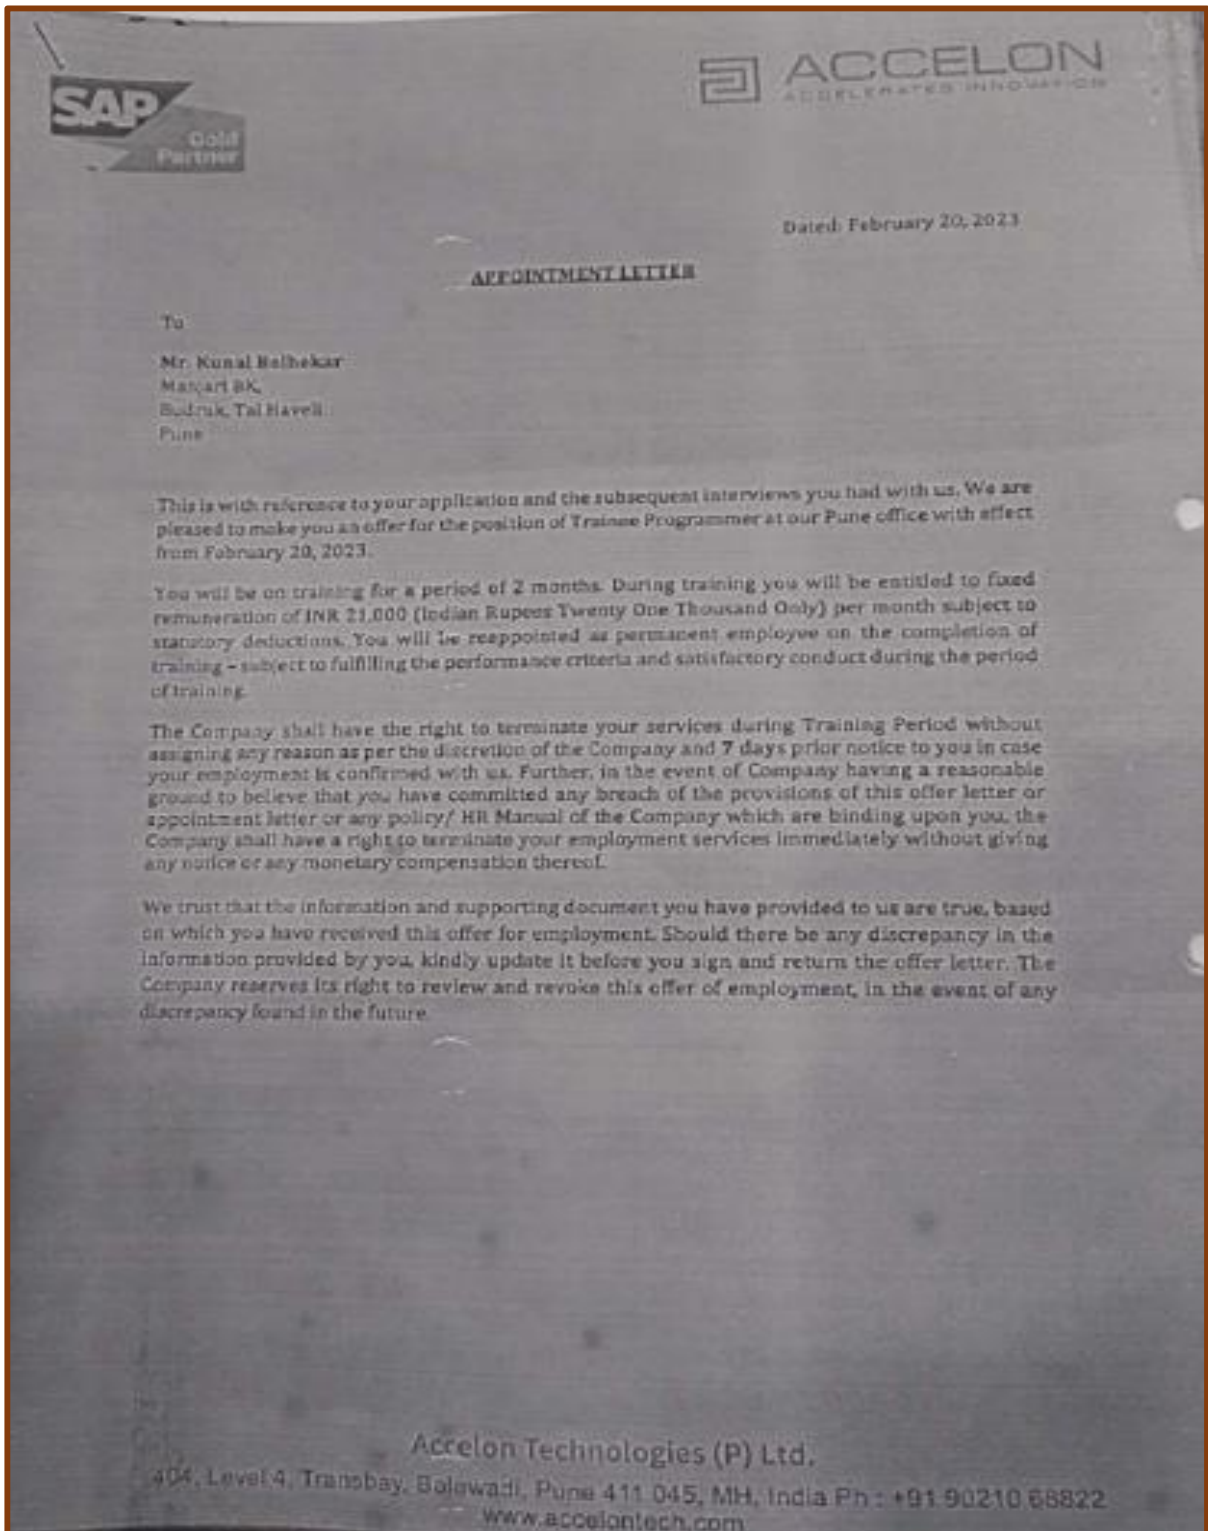 SAP
Gold
Partner
ACCELON
ACCELERATED INNOVATION
Dated: February 20, 2023
APPOINTMENT LETTER
To
Mr. Kunal Belhekar
Manjari BK,
Budruk, Tal Haveli
Pune
This is with reference to your application and the subsequent interviews you had with us. We are
pleased to make you an offer for the position of Trainee Programmer at our Pune office with effect
from February 20, 2023.
You will be on training for a period of 2 months. During training you will be entitled to fixed
remuneration of INR 21,000 (Indian Rupees Twenty One Thousand Only) per month subject to
statutory deductions. You will be reappointed as permanent employee on the completion of
training – subject to fulfilling the performance criteria and satisfactory conduct during the period
of training.
The Company shall have the right to terminate your services during Training Period without
assigning any reason as per the discretion of the Company and 7 days prior notice to you in case
your employment is confirmed with us. Further, in the event of Company having a reasonable
ground to believe that you have committed any breach of the provisions of this offer letter or
appointment letter or any policy/ HR Manual of the Company which are binding upon you, the
Company shall have a right to terminate your employment services immediately without giving
any notice or any monetary compensation thereof.
We trust that the information and supporting document you have provided to us are true, based
on which you have received this offer for employment. Should there be any discrepancy in the
information provided by you, kindly update it before you sign and return the offer letter. The
Company reserves its right to review and revoke this offer of employment, in the event of any
discrepancy found in the future.
Accelon Technologies (P) Ltd.
404, Level 4, Transbay, Balewadi, Pune 411 045, MH, India Ph : +91 90210 68822
www.accelontech.com